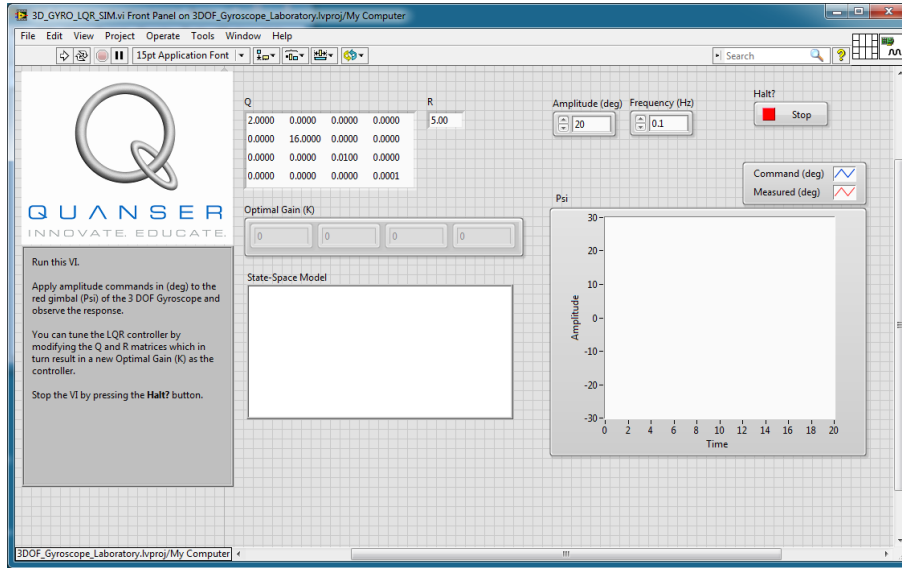 3D_GYRO_LQR_SIM.vi Front Panel on 3DOF_Gyroscope_Laboratory.lvproj/My Computer
File Edit View Project Operate Tools Window Help
15pt Application Font
Search
QUANSER
INNOVATE. EDUCATE.
Run this VI.
Apply amplitude commands in (deg) to the
red gimbal (Psi) of the 3 DOF Gyroscope and
observe the response.
You can tune the LQR controller by
modifying the Q and R matrices which in
turn result in a new Optimal Gain (K) as the
controller.
Stop the VI by pressing the Halt? button.
Q
2.0000 0.0000 0.0000 0.0000
0.0000 16.0000 0.0000 0.0000
0.0000 0.0000 0.0100 0.0000
0.0000 0.0000 0.0000 0.0001
R
5.00
Optimal Gain (K)
0 0 0 0
State-Space Model
Amplitude (deg) Frequency (Hz)
20 0.1
Halt?
Stop
Command (deg)
Measured (deg)
Psi
Amplitude
30
20
10
0
-10
-20
-30
0 2 4 6 8 10 12 14 16 18 20
Time
3DOF_Gyroscope_Laboratory.lvproj/My Computer